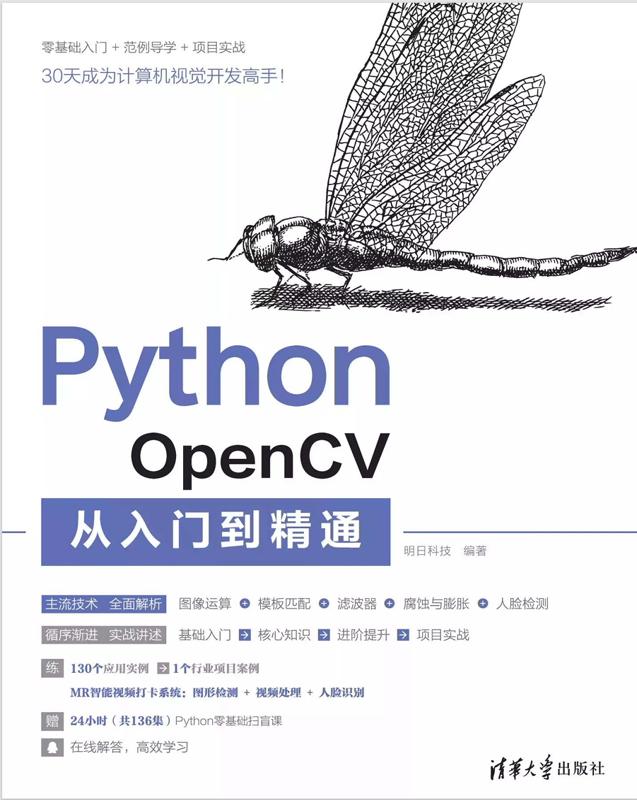 零基础入门 + 范例导学 + 项目实战
30天成为计算机视觉开发高手！
Python
OpenCV
从入门到精通
明日科技 编著
主流技术 全面解析 图像运算 + 模板匹配 + 滤波器 + 腐蚀与膨胀 + 人脸检测
循序渐进 实战讲述 基础入门 → 核心知识 → 进阶提升 → 项目实战
练 130个应用实例 → 1个行业项目案例
MR智能视频打卡系统：图形检测 + 视频处理 + 人脸识别
赠 24小时（共136集）Python零基础扫盲课
在线解答，高效学习
清华大学出版社